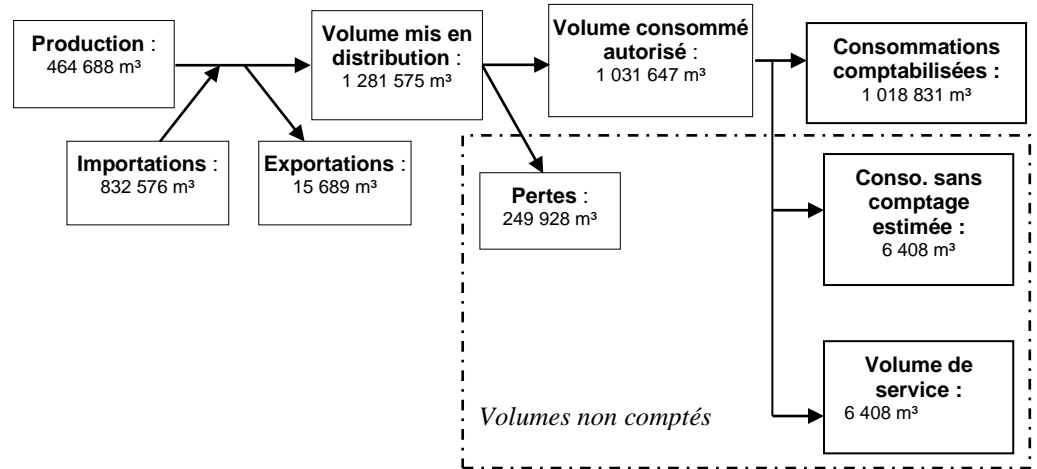 Production :
464 688 m³
Volume mis en
distribution :
1 281 575 m³
Volume consommé
autorisé :
1 031 647 m³
Consommations
comptabilisées :
1 018 831 m³
Importations :
832 576 m³
Exportations :
15 689 m³
Pertes :
249 928 m³
Conso. sans
comptage
estimée :
6 408 m³
Volume de
service :
6 408 m³
Volumes non comptés